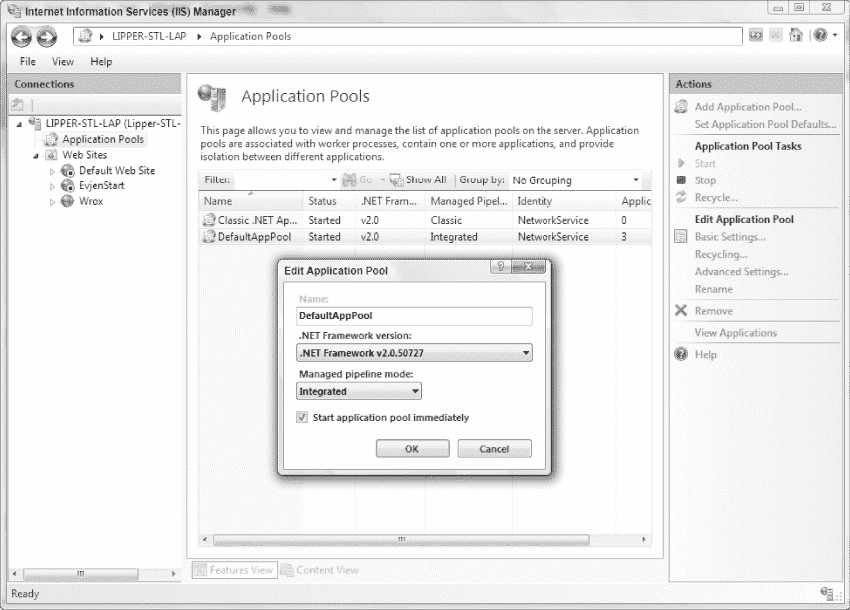 Internet Information Services (IIS) Manager
LIPPER-STL-LAP
Application Pools
File View Help
Connections
LIPPER-STL-LAP (Lipper-STL-
Application Pools
Web Sites
Default Web Site
EvjenStart
Wrox
Application Pools
This page allows you to view and manage the list of application pools on the server. Application
pools are associated with worker processes, contain one or more applications, and provide
isolation between different applications.
Filter: Go Show All Group by: No Grouping
Name Status .NET Fram... Managed Pipel... Identity Applic
Classic .NET Ap... Started v2.0 Classic NetworkService 0
DefaultAppPool Started v2.0 Integrated NetworkService 3
Edit Application Pool
Name:
DefaultAppPool
.NET Framework version:
.NET Framework v2.0.50727
Managed pipeline mode:
Integrated
Start application pool immediately
OK Cancel
Features View Content View
Actions
Add Application Pool...
Set Application Pool Defaults...
Application Pool Tasks
Start
Stop
Recycle...
Edit Application Pool
Basic Settings...
Recycling...
Advanced Settings...
Rename
Remove
View Applications
Help
Ready